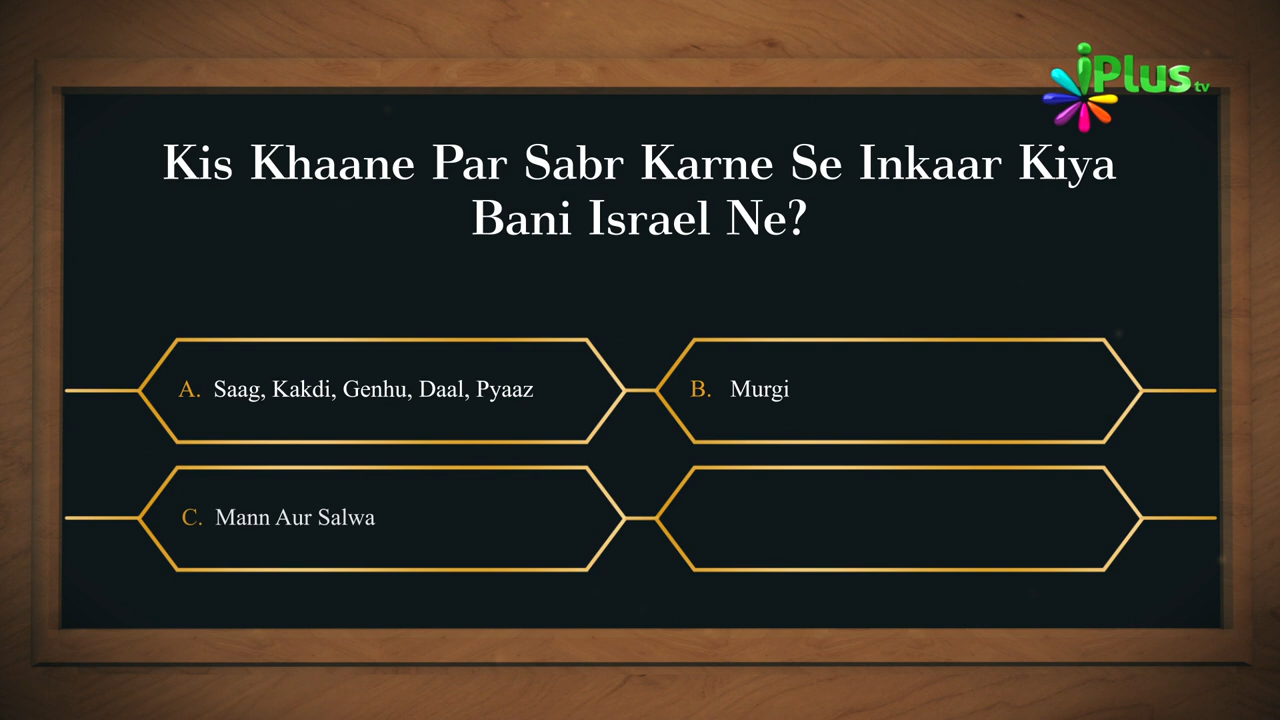 iPlus tv
Kis Khaane Par Sabr Karne Se Inkaar Kiya
Bani Israel Ne?
A. Saag, Kakdi, Genhu, Daal, Pyaaz
B. Murgi
C. Mann Aur Salwa